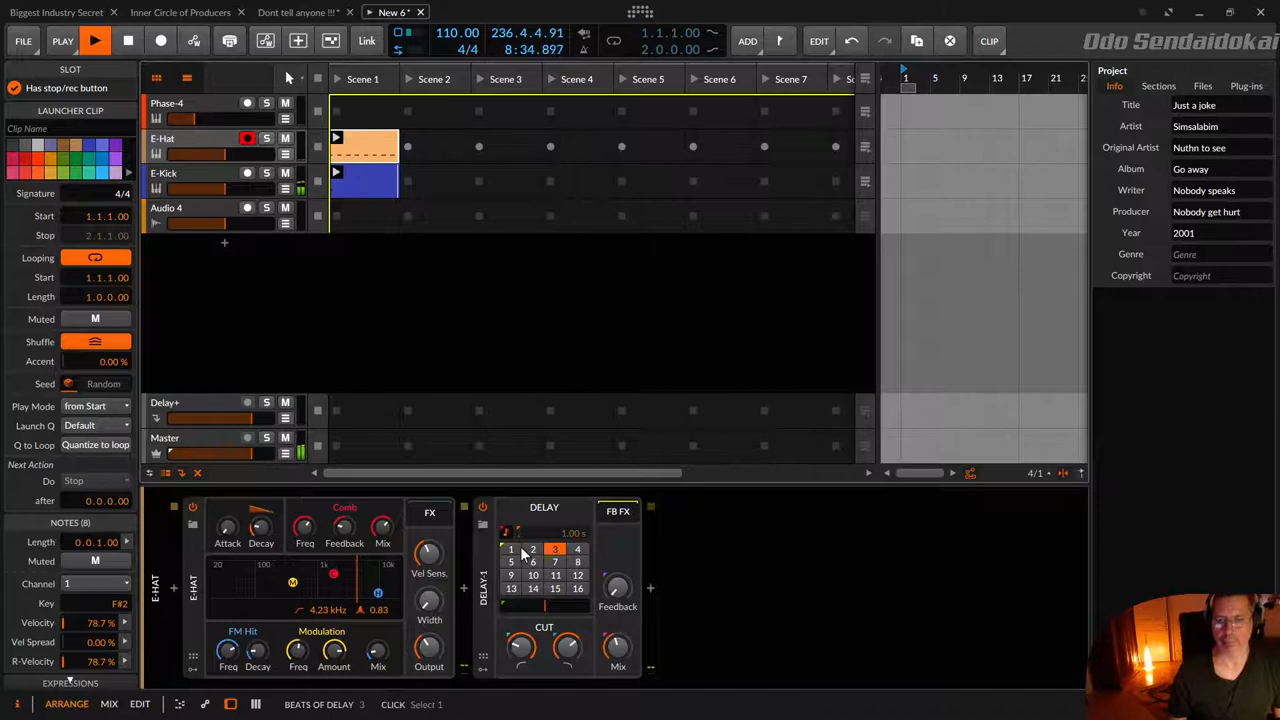 Biggest Industry Secret
Inner Circle of Producers
Dont tell anyone !!!*
New 6*
FILE
PLAY
Link
110.00
4/4
236.4.4.91
8:34.897
1.1.1.00
2.0.0.00
ADD
EDIT
CLIP
Odo Sendaidokai
SLOT
Has stop/rec button
LAUNCHER CLIP
Clip Name
Signature 4/4
Start 1.1.1.00
Stop 2.1.1.00
Looping
Start 1.1.1.00
Length 1.0.0.00
Muted M
Shuffle
Accent 0.00 %
Seed Random
Play Mode from Start
Launch Q Default
Q to Loop Quantize to loop
Next Action
Do Stop
after 0.0.0.00
NOTES (8)
Length 0.0.1.00
Muted M
Channel 1
Key F#2
Velocity 78.7 %
Vel Spread 0.00 %
R-Velocity 78.7 %
EXPRESSIONS
Scene 1
Scene 2
Scene 3
Scene 4
Scene 5
Scene 6
Scene 7
Sc
Phase-4 S M
E-Hat S M
E-Kick S M
Audio 4 S M
Delay+ S M
Master S M
1 5 9 13 17 21 25
4/1
Project
Info Sections Files Plug-ins
Title Just a joke
Artist Simsalabim
Original Artist Nuthn to see
Album Go away
Writer Nobody speaks
Producer Nobody get hurt
Year 2001
Genre Genre
Copyright Copyright
E-HAT
E-HAT
Attack Decay
Comb
Freq Feedback Mix
20 100 1k 10k
M C H
4.23 kHz 0.83
FM Hit
Freq Decay
Modulation
Freq Amount Mix
FX
Vel Sens.
Width
Output
DELAY-1
DELAY
1.00 s
1 2 3 4
5 6 7 8
9 10 11 12
13 14 15 16
CUT
FB FX
Feedback
Mix
i ARRANGE MIX EDIT
BEATS OF DELAY 3
CLICK Select 1